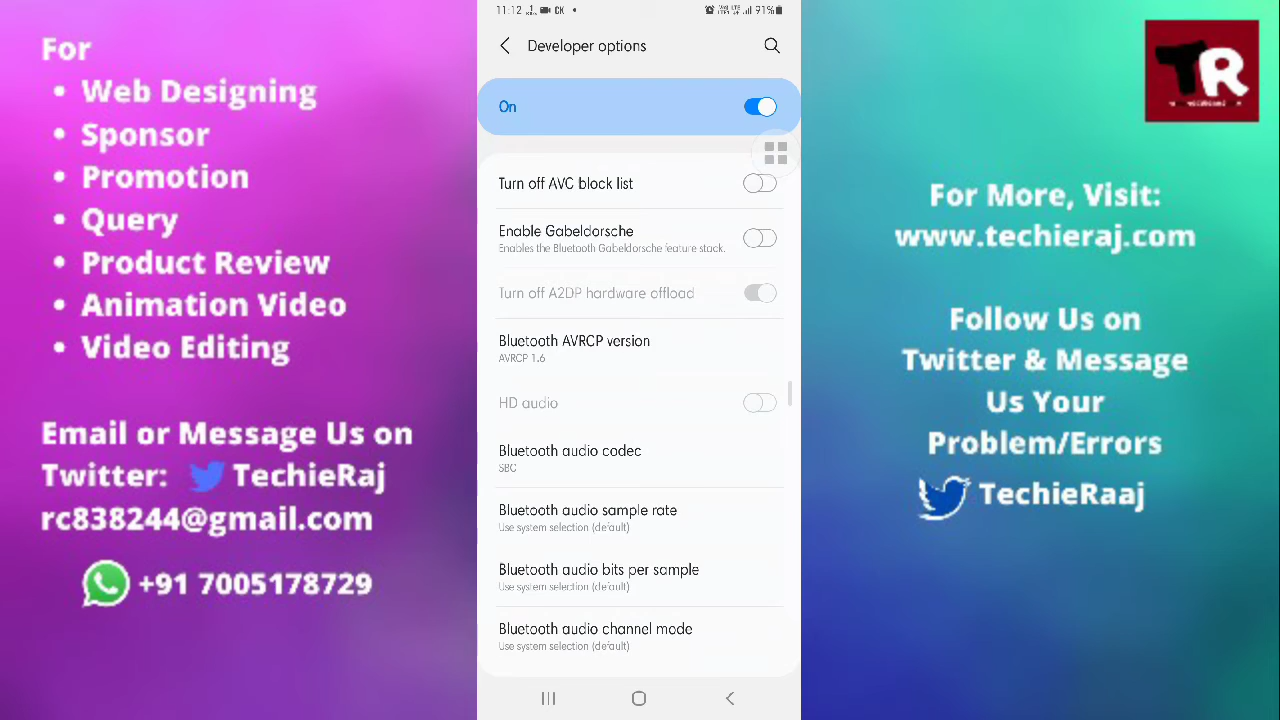 For
• Web Designing
• Sponsor
• Promotion
• Query
• Product Review
• Animation Video
• Video Editing
Email or Message Us on
Twitter: TechieRaj
rc838244@gmail.com
+91 7005178729
11:12
91%
Developer options
On
Turn off AVC block list
Enable Gabeldorsche
Enables the Bluetooth Gabeldorsche feature stack.
Turn off A2DP hardware offload
Bluetooth AVRCP version
AVRCP 1.6
HD audio
Bluetooth audio codec
SBC
Bluetooth audio sample rate
Use system selection (default)
Bluetooth audio bits per sample
Use system selection (default)
Bluetooth audio channel mode
Use system selection (default)
TR
For More, Visit:
www.techieraj.com
Follow Us on
Twitter & Message
Us Your
Problem/Errors
TechieRaaj